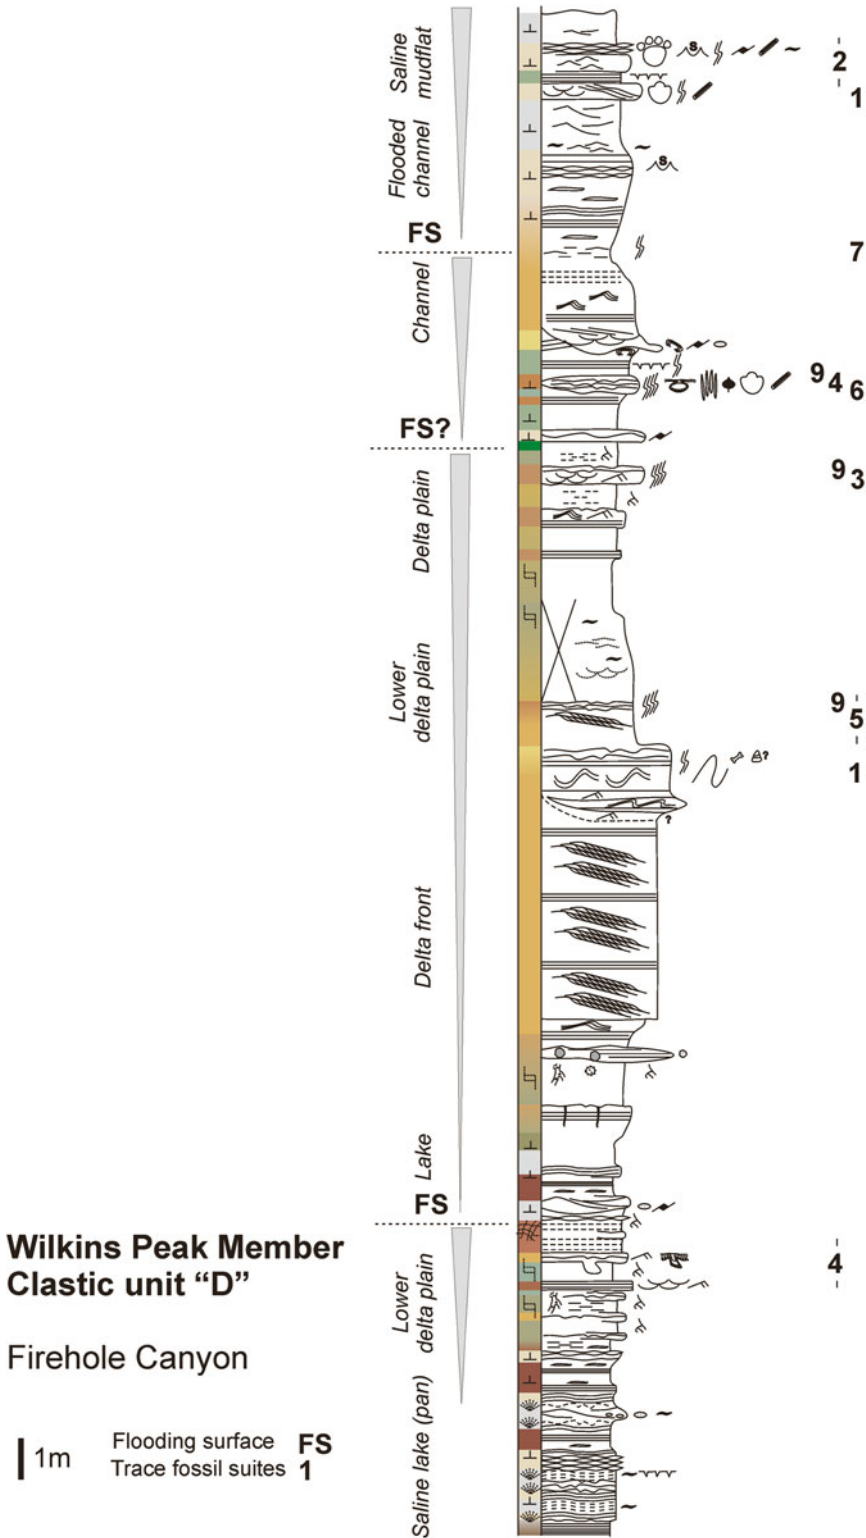 Saline
mudflat
S
2
1
Flooded
channel
S
FS
7
Channel
9 4 6
FS?
9 3
Delta plain
Lower
delta plain
9
5
?
1
?
Delta front
Lake
FS
Wilkins Peak Member
Clastic unit “D”
4
Lower
delta plain
Firehole Canyon
Saline lake (pan)
1m
Flooding surface FS
Trace fossil suites 1